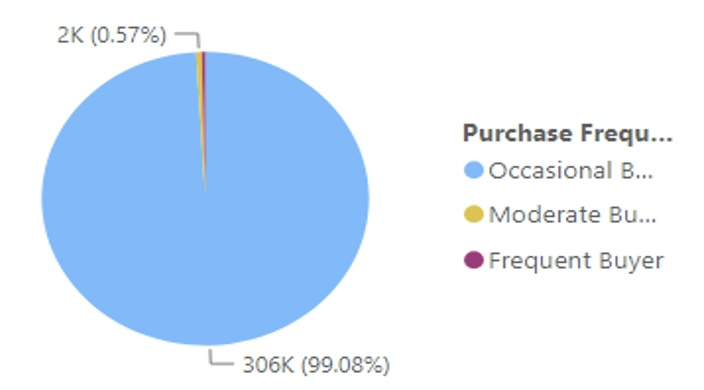 2K (0.57%)
Purchase Frequ...
Occasional B...
Moderate Bu...
Frequent Buyer
306K (99.08%)